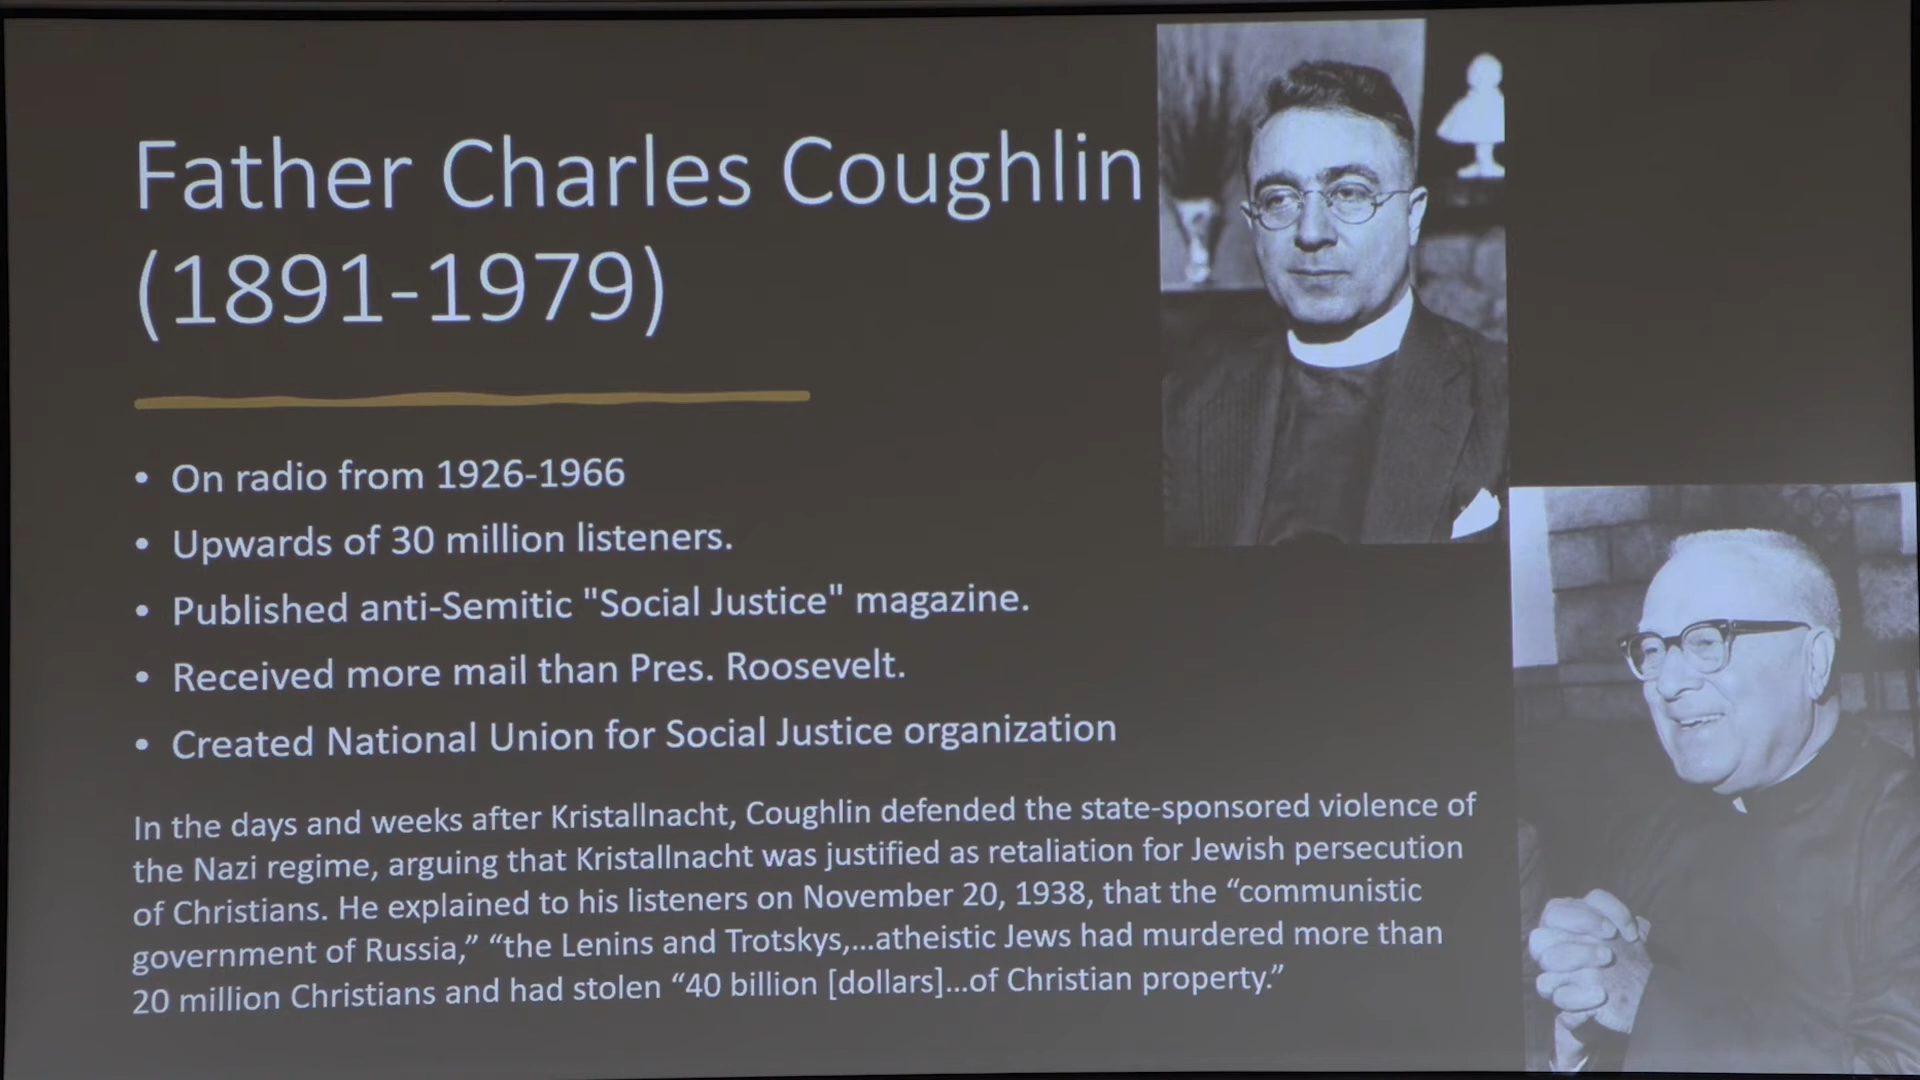 Father Charles Coughlin
(1891-1979)
• On radio from 1926-1966
• Upwards of 30 million listeners.
• Published anti-Semitic "Social Justice" magazine.
• Received more mail than Pres. Roosevelt.
• Created National Union for Social Justice organization
In the days and weeks after Kristallnacht, Coughlin defended the state-sponsored violence of
the Nazi regime, arguing that Kristallnacht was justified as retaliation for Jewish persecution
of Christians. He explained to his listeners on November 20, 1938, that the “communistic
government of Russia,” “the Lenins and Trotskys,...atheistic Jews had murdered more than
20 million Christians and had stolen “40 billion [dollars]...of Christian property.”